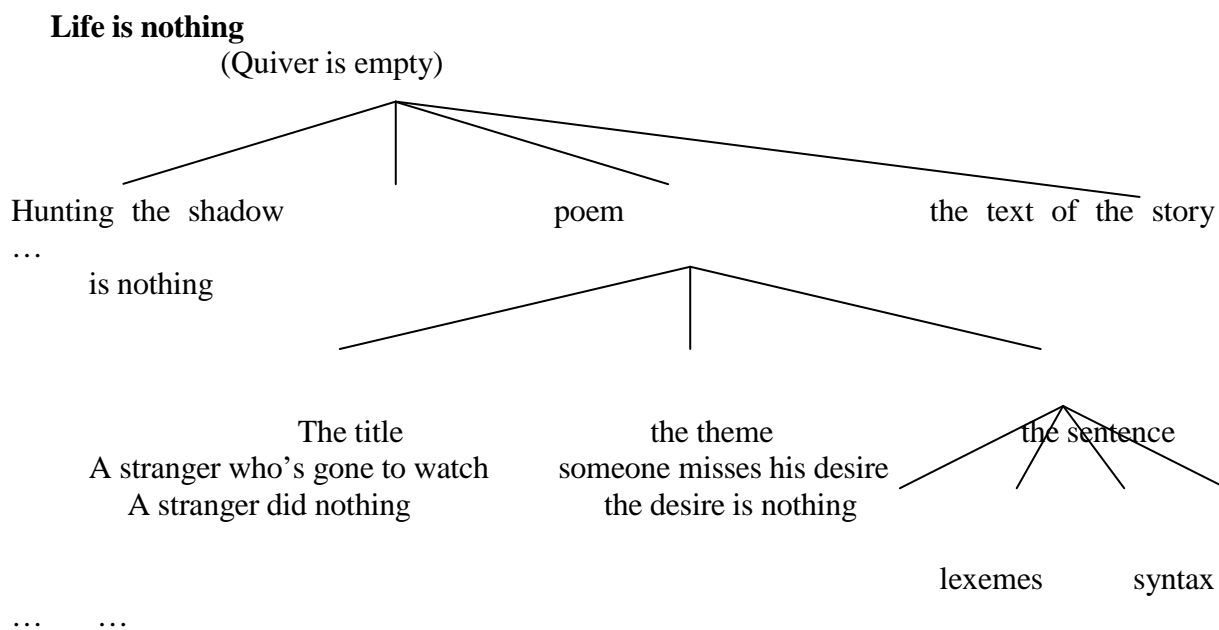 Life is nothing
(Quiver is empty)
Hunting the shadow poem the text of the story
…
is nothing
The title the theme the sentence
A stranger who's gone to watch someone misses his desire
A stranger did nothing the desire is nothing
lexemes syntax
… …